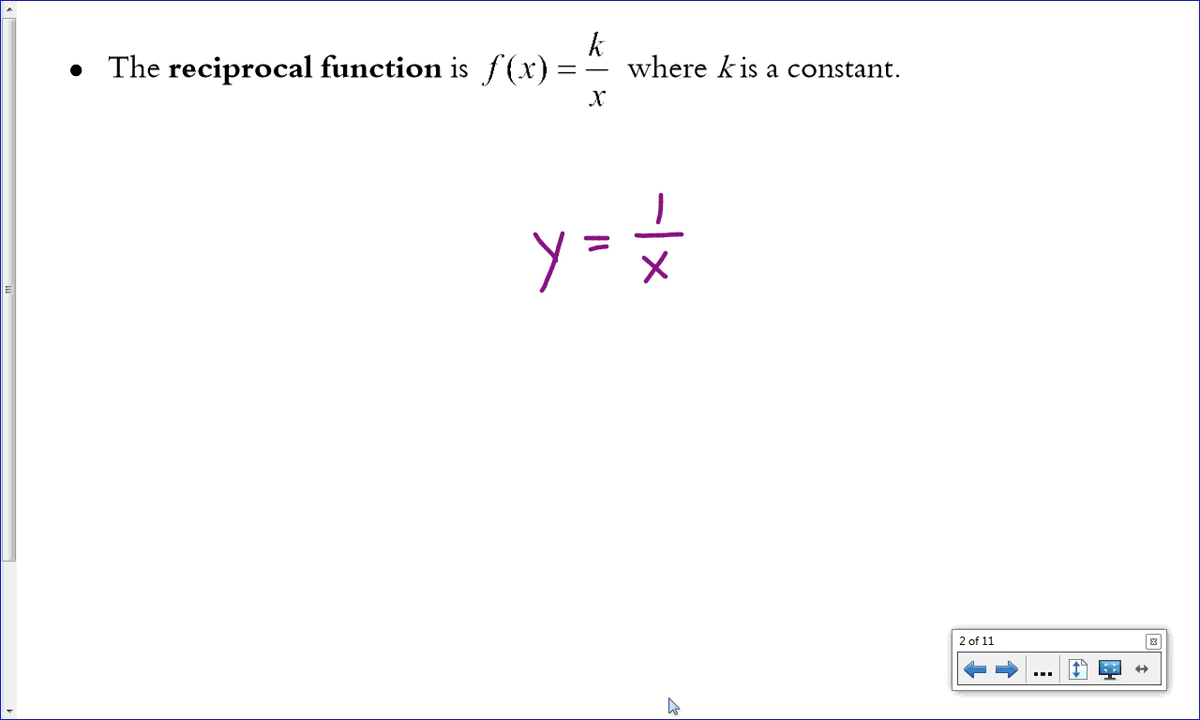 • The reciprocal function is f(x) = k/x where k is a constant.
y = 1/x
2 of 11
...